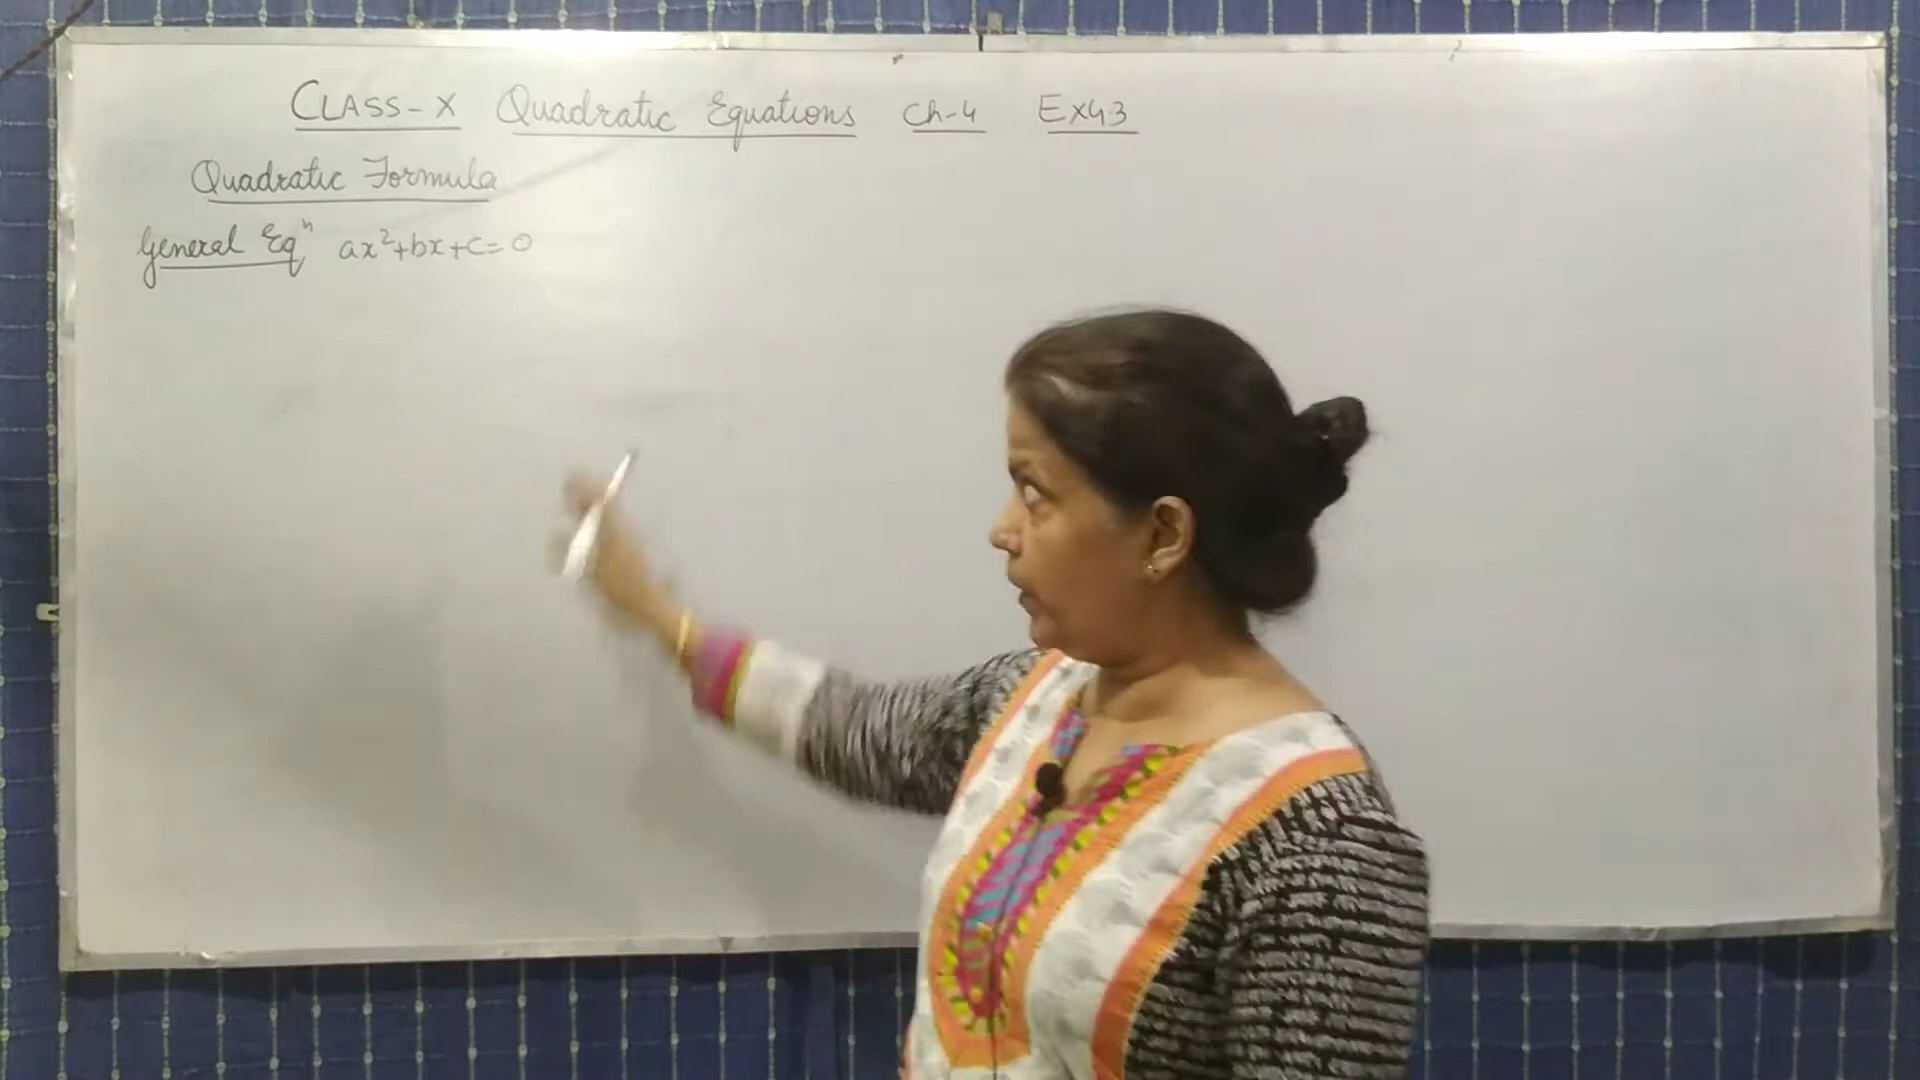 CLASS-X Quadratic Equations Ch-4 Ex4.3
Quadratic Formula
General Eqⁿ ax²+bx+c=0